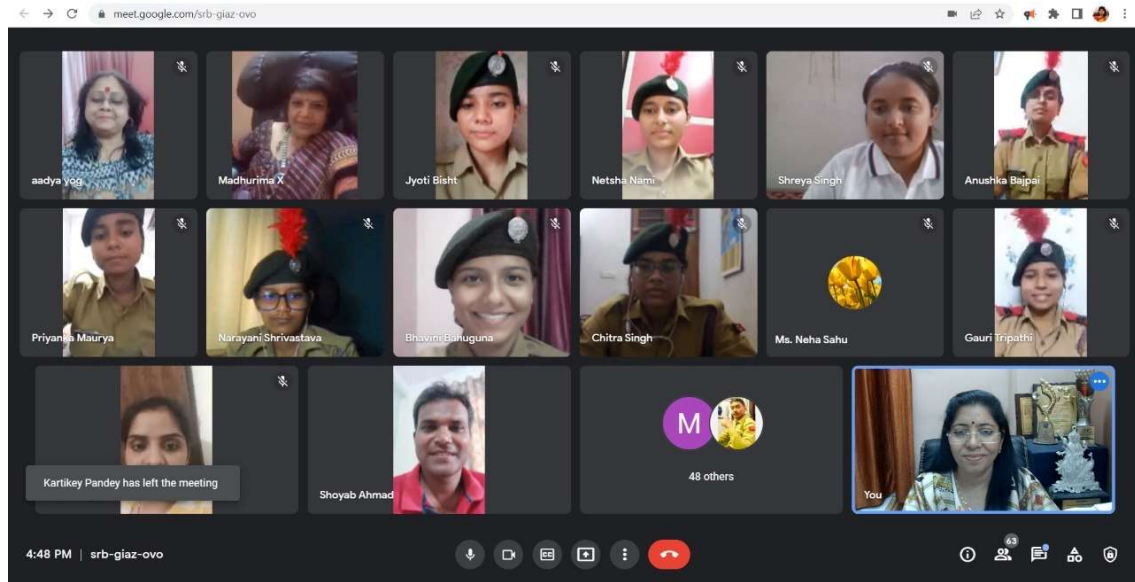 meet.google.com/srb-giaz-ovo
aadya yog
Madhurima X
Jyoti Bisht
Netsha Nami
Shreya Singh
Anushka Bajpai
Priyanka Maurya
Narayani Shrivastava
Bhavini Bahuguna
Chitra Singh
Ms. Neha Sahu
Gauri Tripathi
Kartikey Pandey has left the meeting
Shoyab Ahmad
M
48 others
You
4:48 PM | srb-giaz-ovo
CC
63